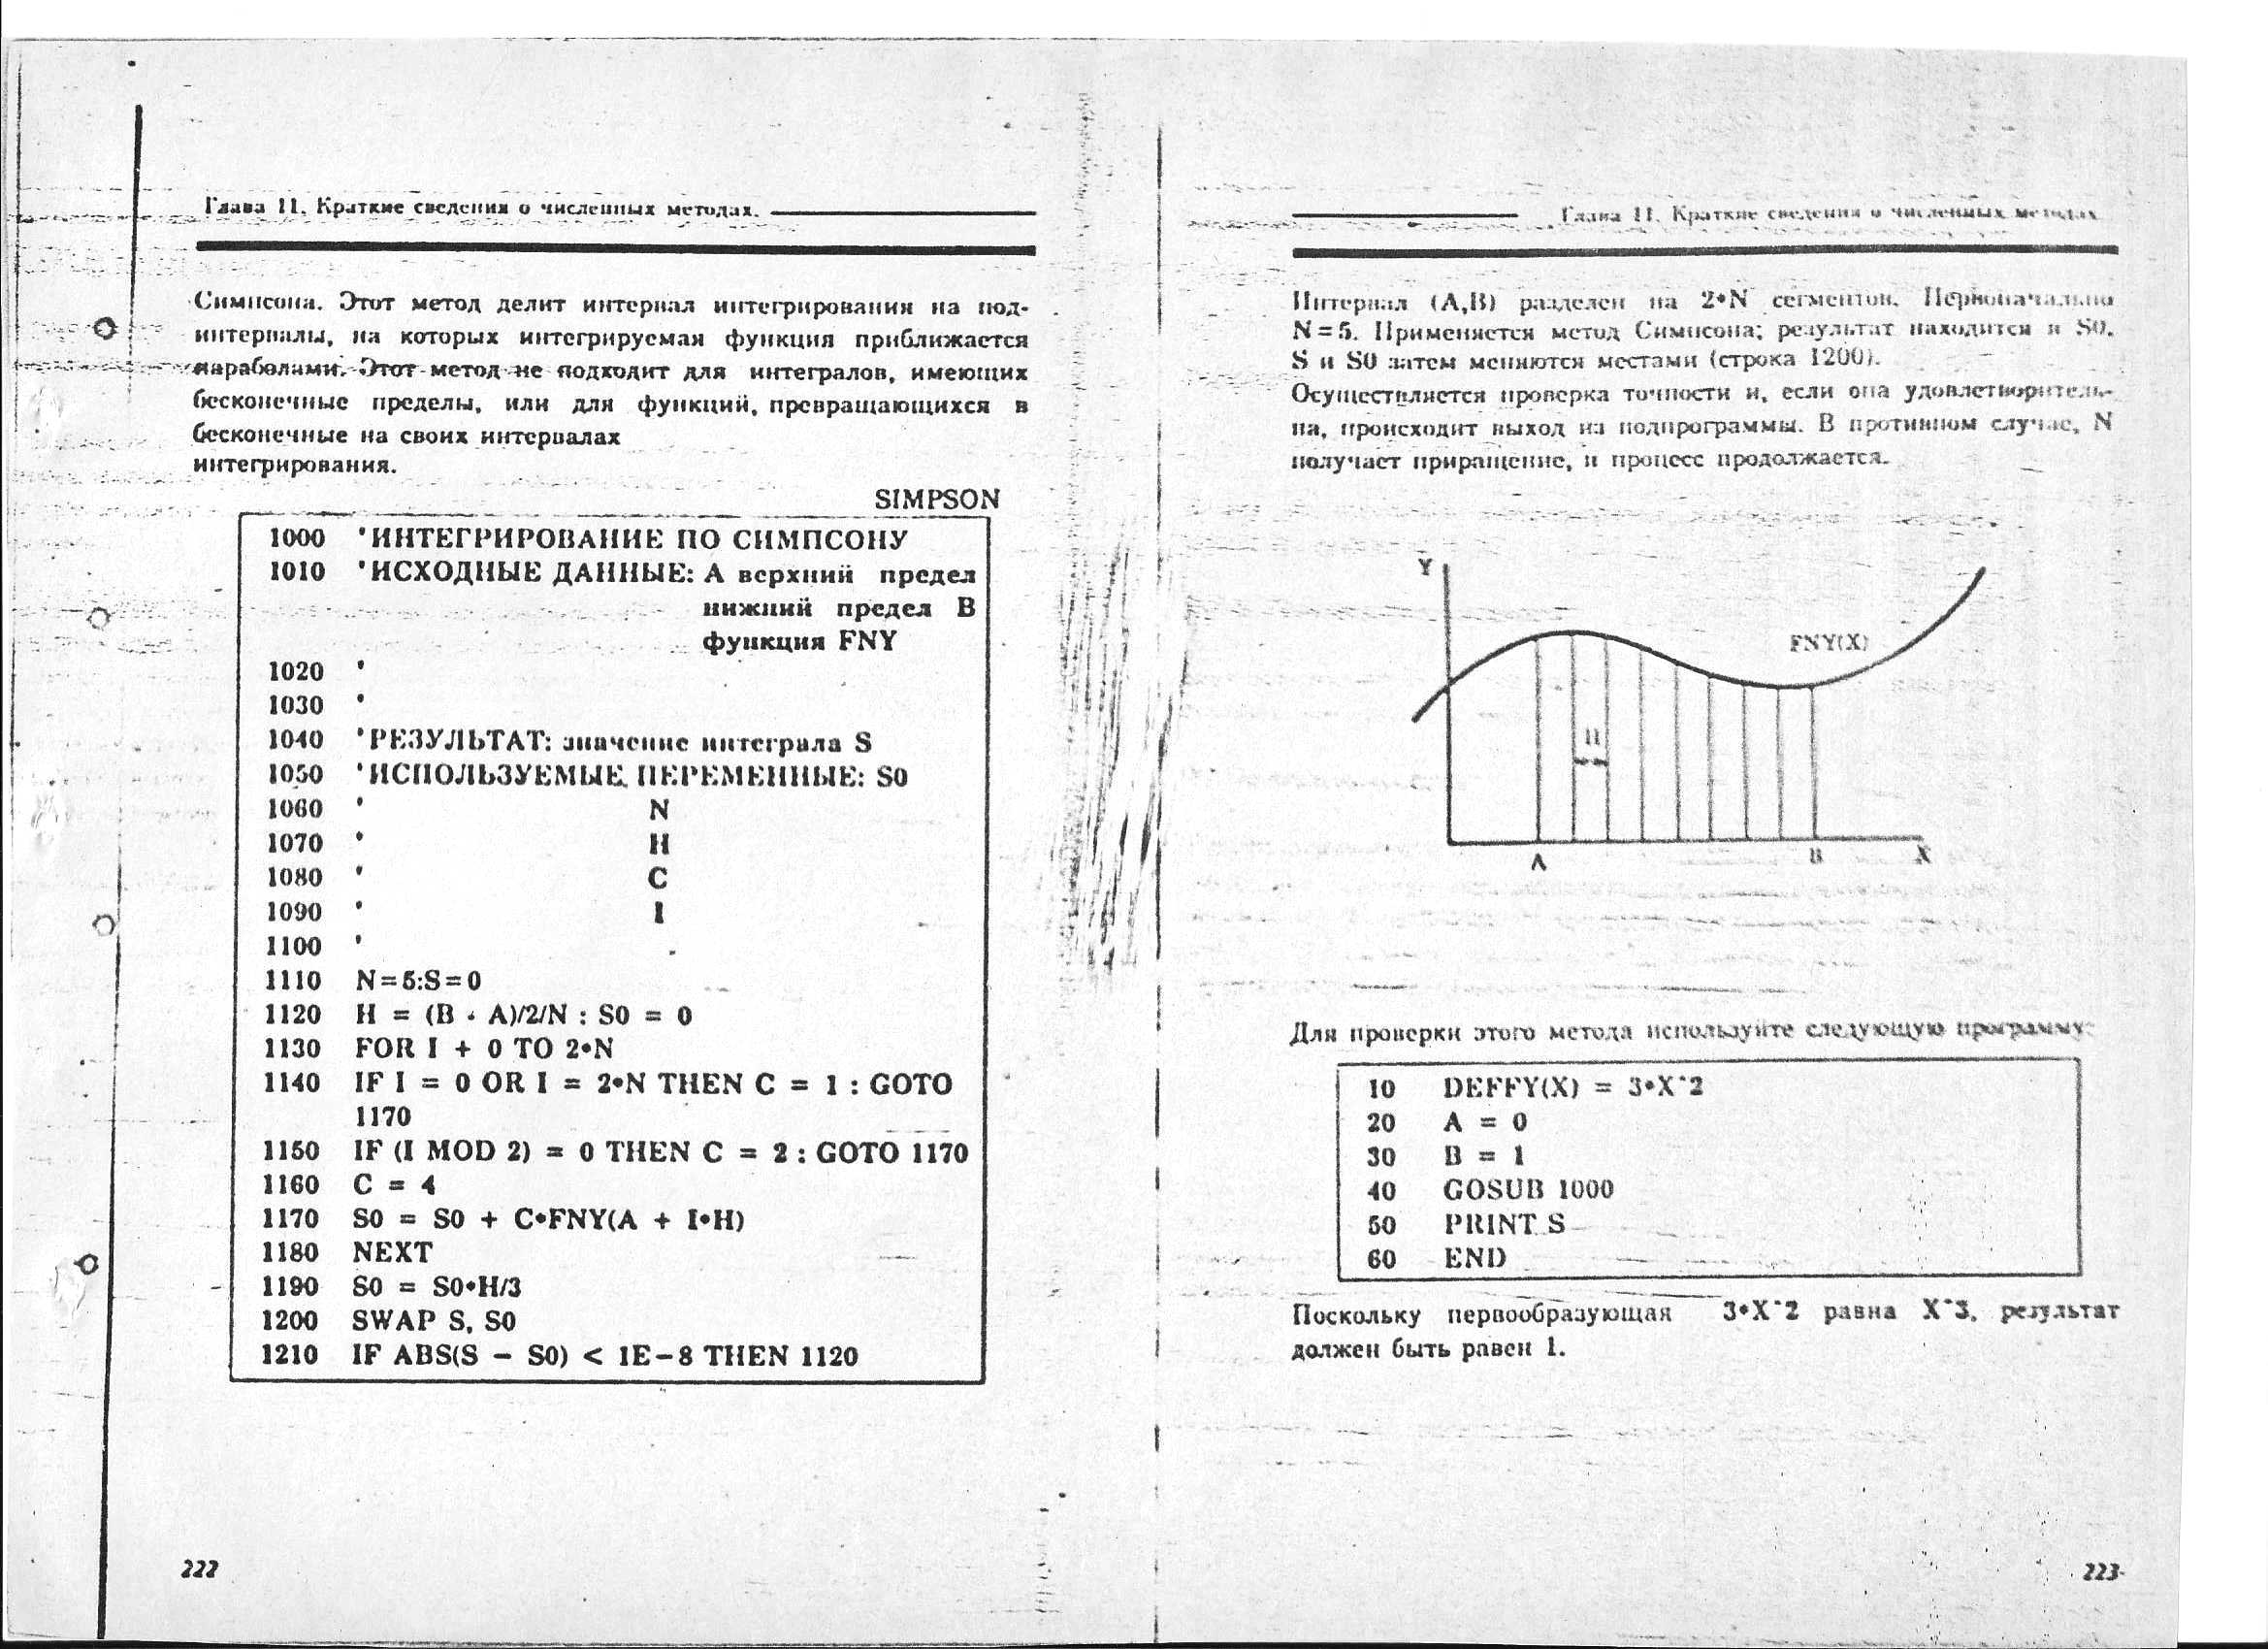 Глава 11. Краткие сведения о численных методах.
Симпсона. Этот метод делит интервал интегрирования на под-
интервалы, на которых интегрируемая функция приближается
параболами. Этот метод не подходит для интегралов, имеющих
бесконечные пределы, или для функций, превращающихся в
бесконечные на своих интервалах
интегрирования.
SIMPSON
1000 'ИНТЕГРИРОВАНИЕ ПО СИМПСОНУ
1010 'ИСХОДНЫЕ ДАННЫЕ: А верхний предел
нижний предел В
функция FNY
1020 '
1030 '
1040 'РЕЗУЛЬТАТ: значение интеграла S
1050 'ИСПОЛЬЗУЕМЫЕ ПЕРЕМЕННЫЕ: S0
1060 ' N
1070 ' H
1080 ' C
1090 ' I
1100 '
1110 N=5:S=0
1120 H = (B - A)/2/N : S0 = 0
1130 FOR I + 0 TO 2*N
1140 IF I = 0 OR I = 2*N THEN C = 1 : GOTO
1170
1150 IF (I MOD 2) = 0 THEN C = 2 : GOTO 1170
1160 C = 4
1170 S0 = S0 + C*FNY(A + I*H)
1180 NEXT
1190 S0 = S0*H/3
1200 SWAP S, S0
1210 IF ABS(S - S0) < 1E-8 THEN 1120
222
Глава 11. Краткие сведения о численных методах
Интервал (А,В) разделен на 2*N сегментов. Первоначально
N=5. Применяется метод Симпсона; результат находится и S0.
S и S0 затем меняются местами (строка 1200).
Осуществляется проверка точности и, если она удовлетворитель-
на, происходит выход из подпрограммы. В противном случае, N
получает приращение, и процесс продолжается.
Y
FNY(X)
H
A B X
Для проверки этого метода используйте следующую программу:
10 DEFFY(X) = 3*X^2
20 A = 0
30 B = 1
40 GOSUB 1000
50 PRINT S
60 END
Поскольку первообразующая 3*X^2 равна X^3, результат
должен быть равен 1.
223